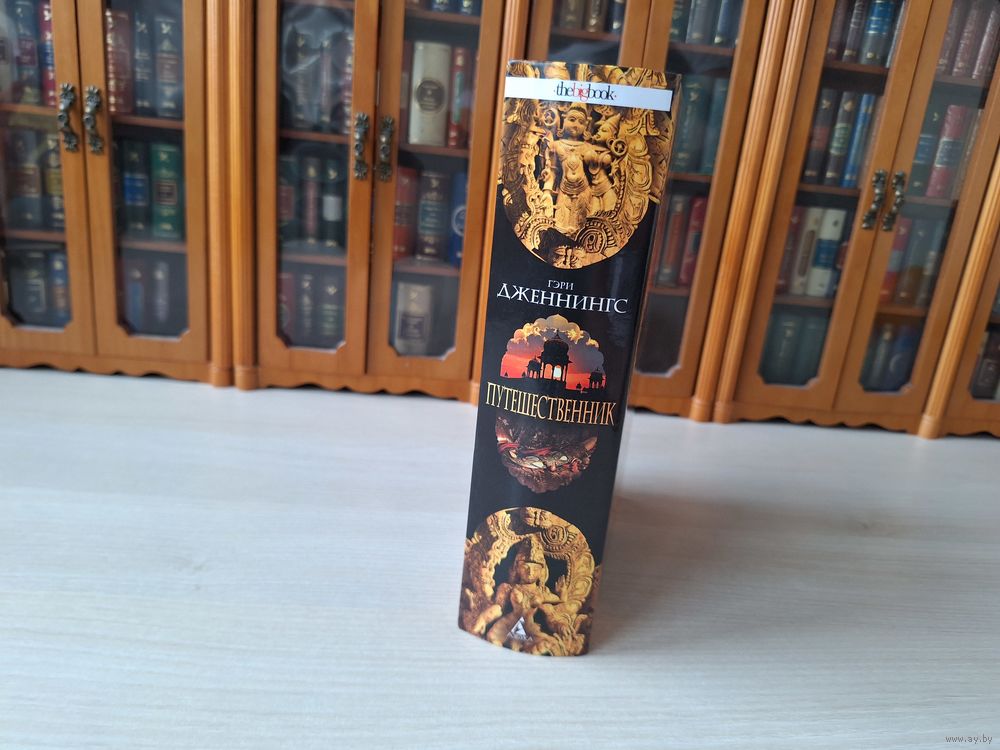 ·thebigbook·
ГЭРИ
ДЖЕННИНГС
ПУТЕШЕСТВЕННИК
www.ay.by